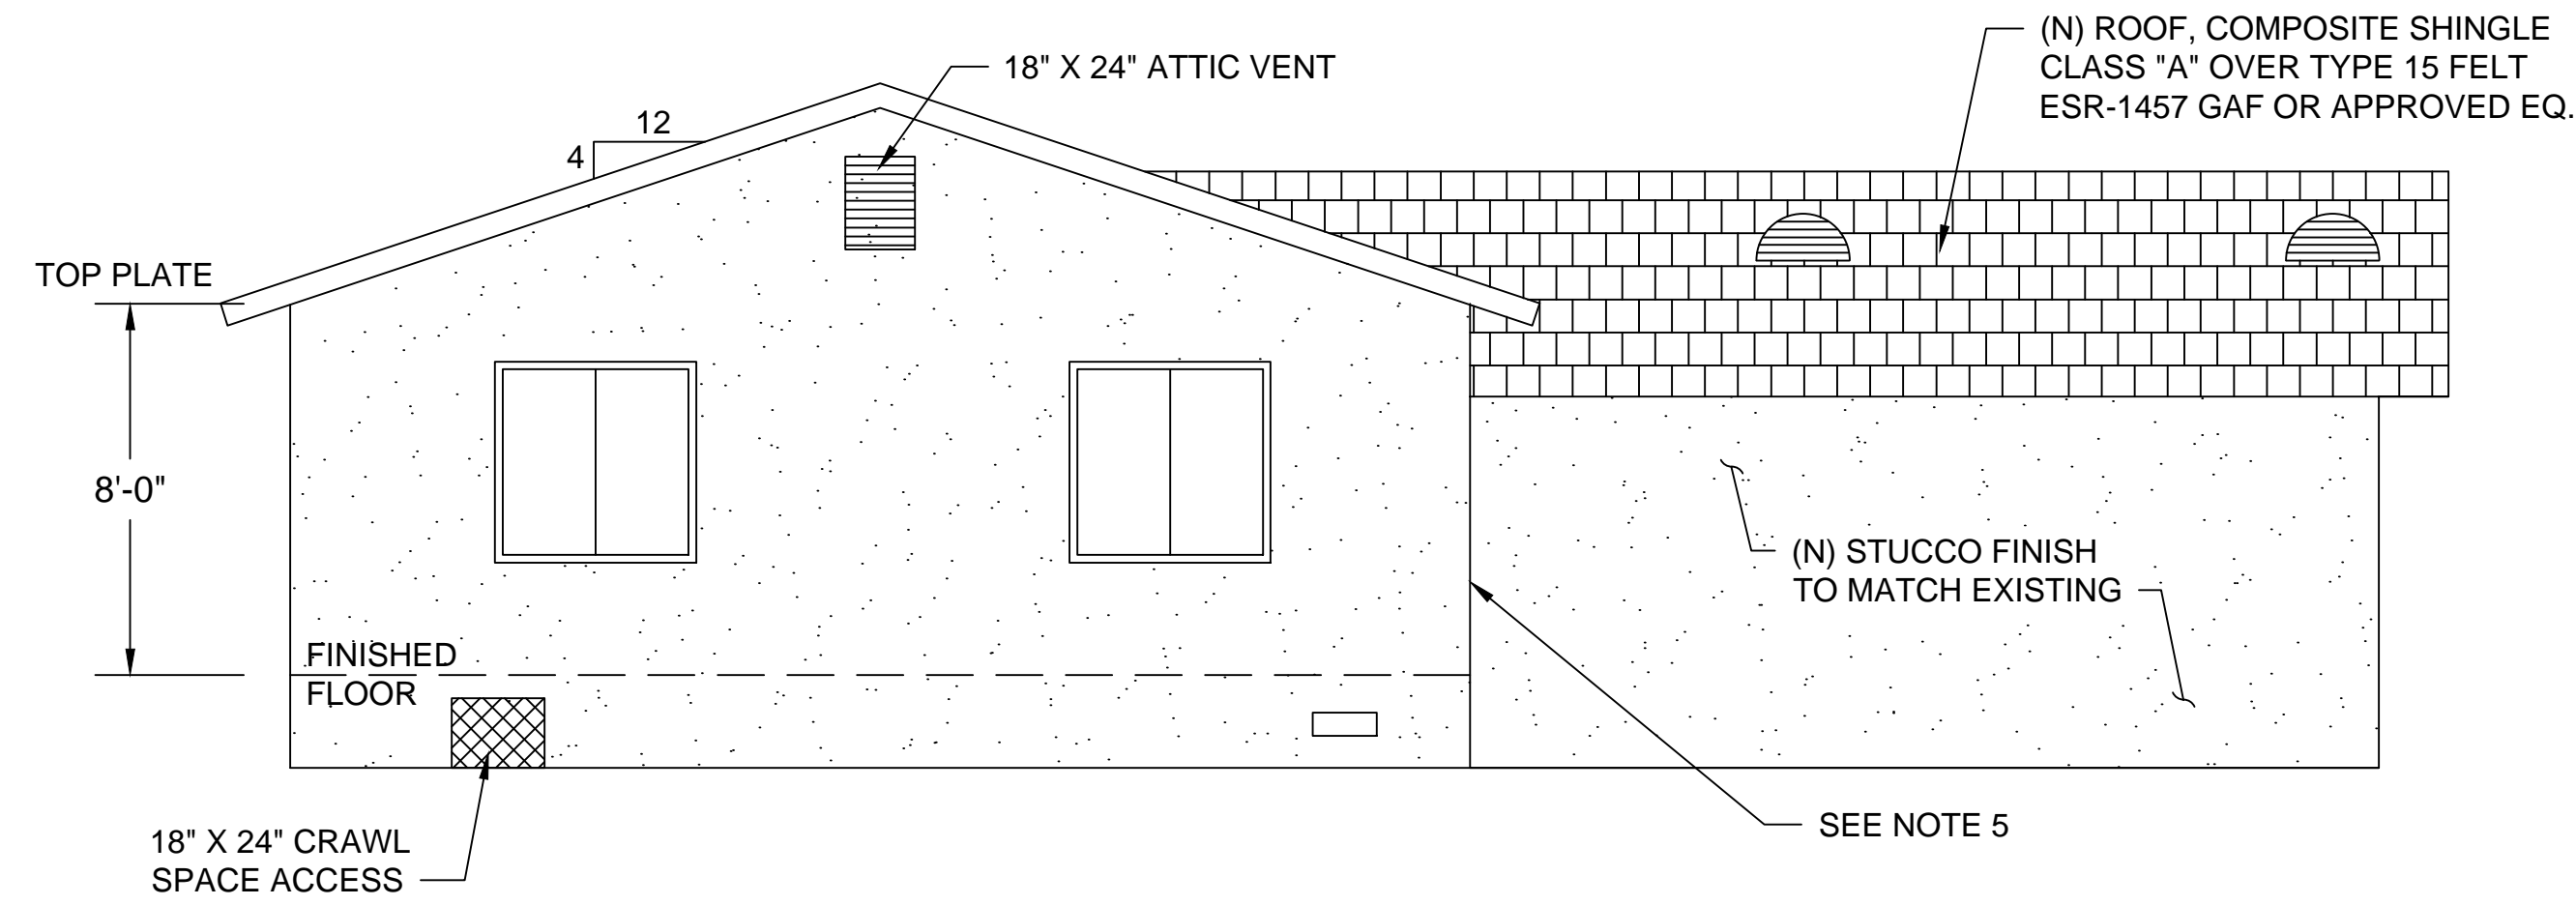 (N) ROOF, COMPOSITE SHINGLE
CLASS "A" OVER TYPE 15 FELT
ESR-1457 GAF OR APPROVED EQ.
18" X 24" ATTIC VENT
12
4
TOP PLATE
8'-0"
(N) STUCCO FINISH
TO MATCH EXISTING
FINISHED
FLOOR
SEE NOTE 5
18" X 24" CRAWL
SPACE ACCESS